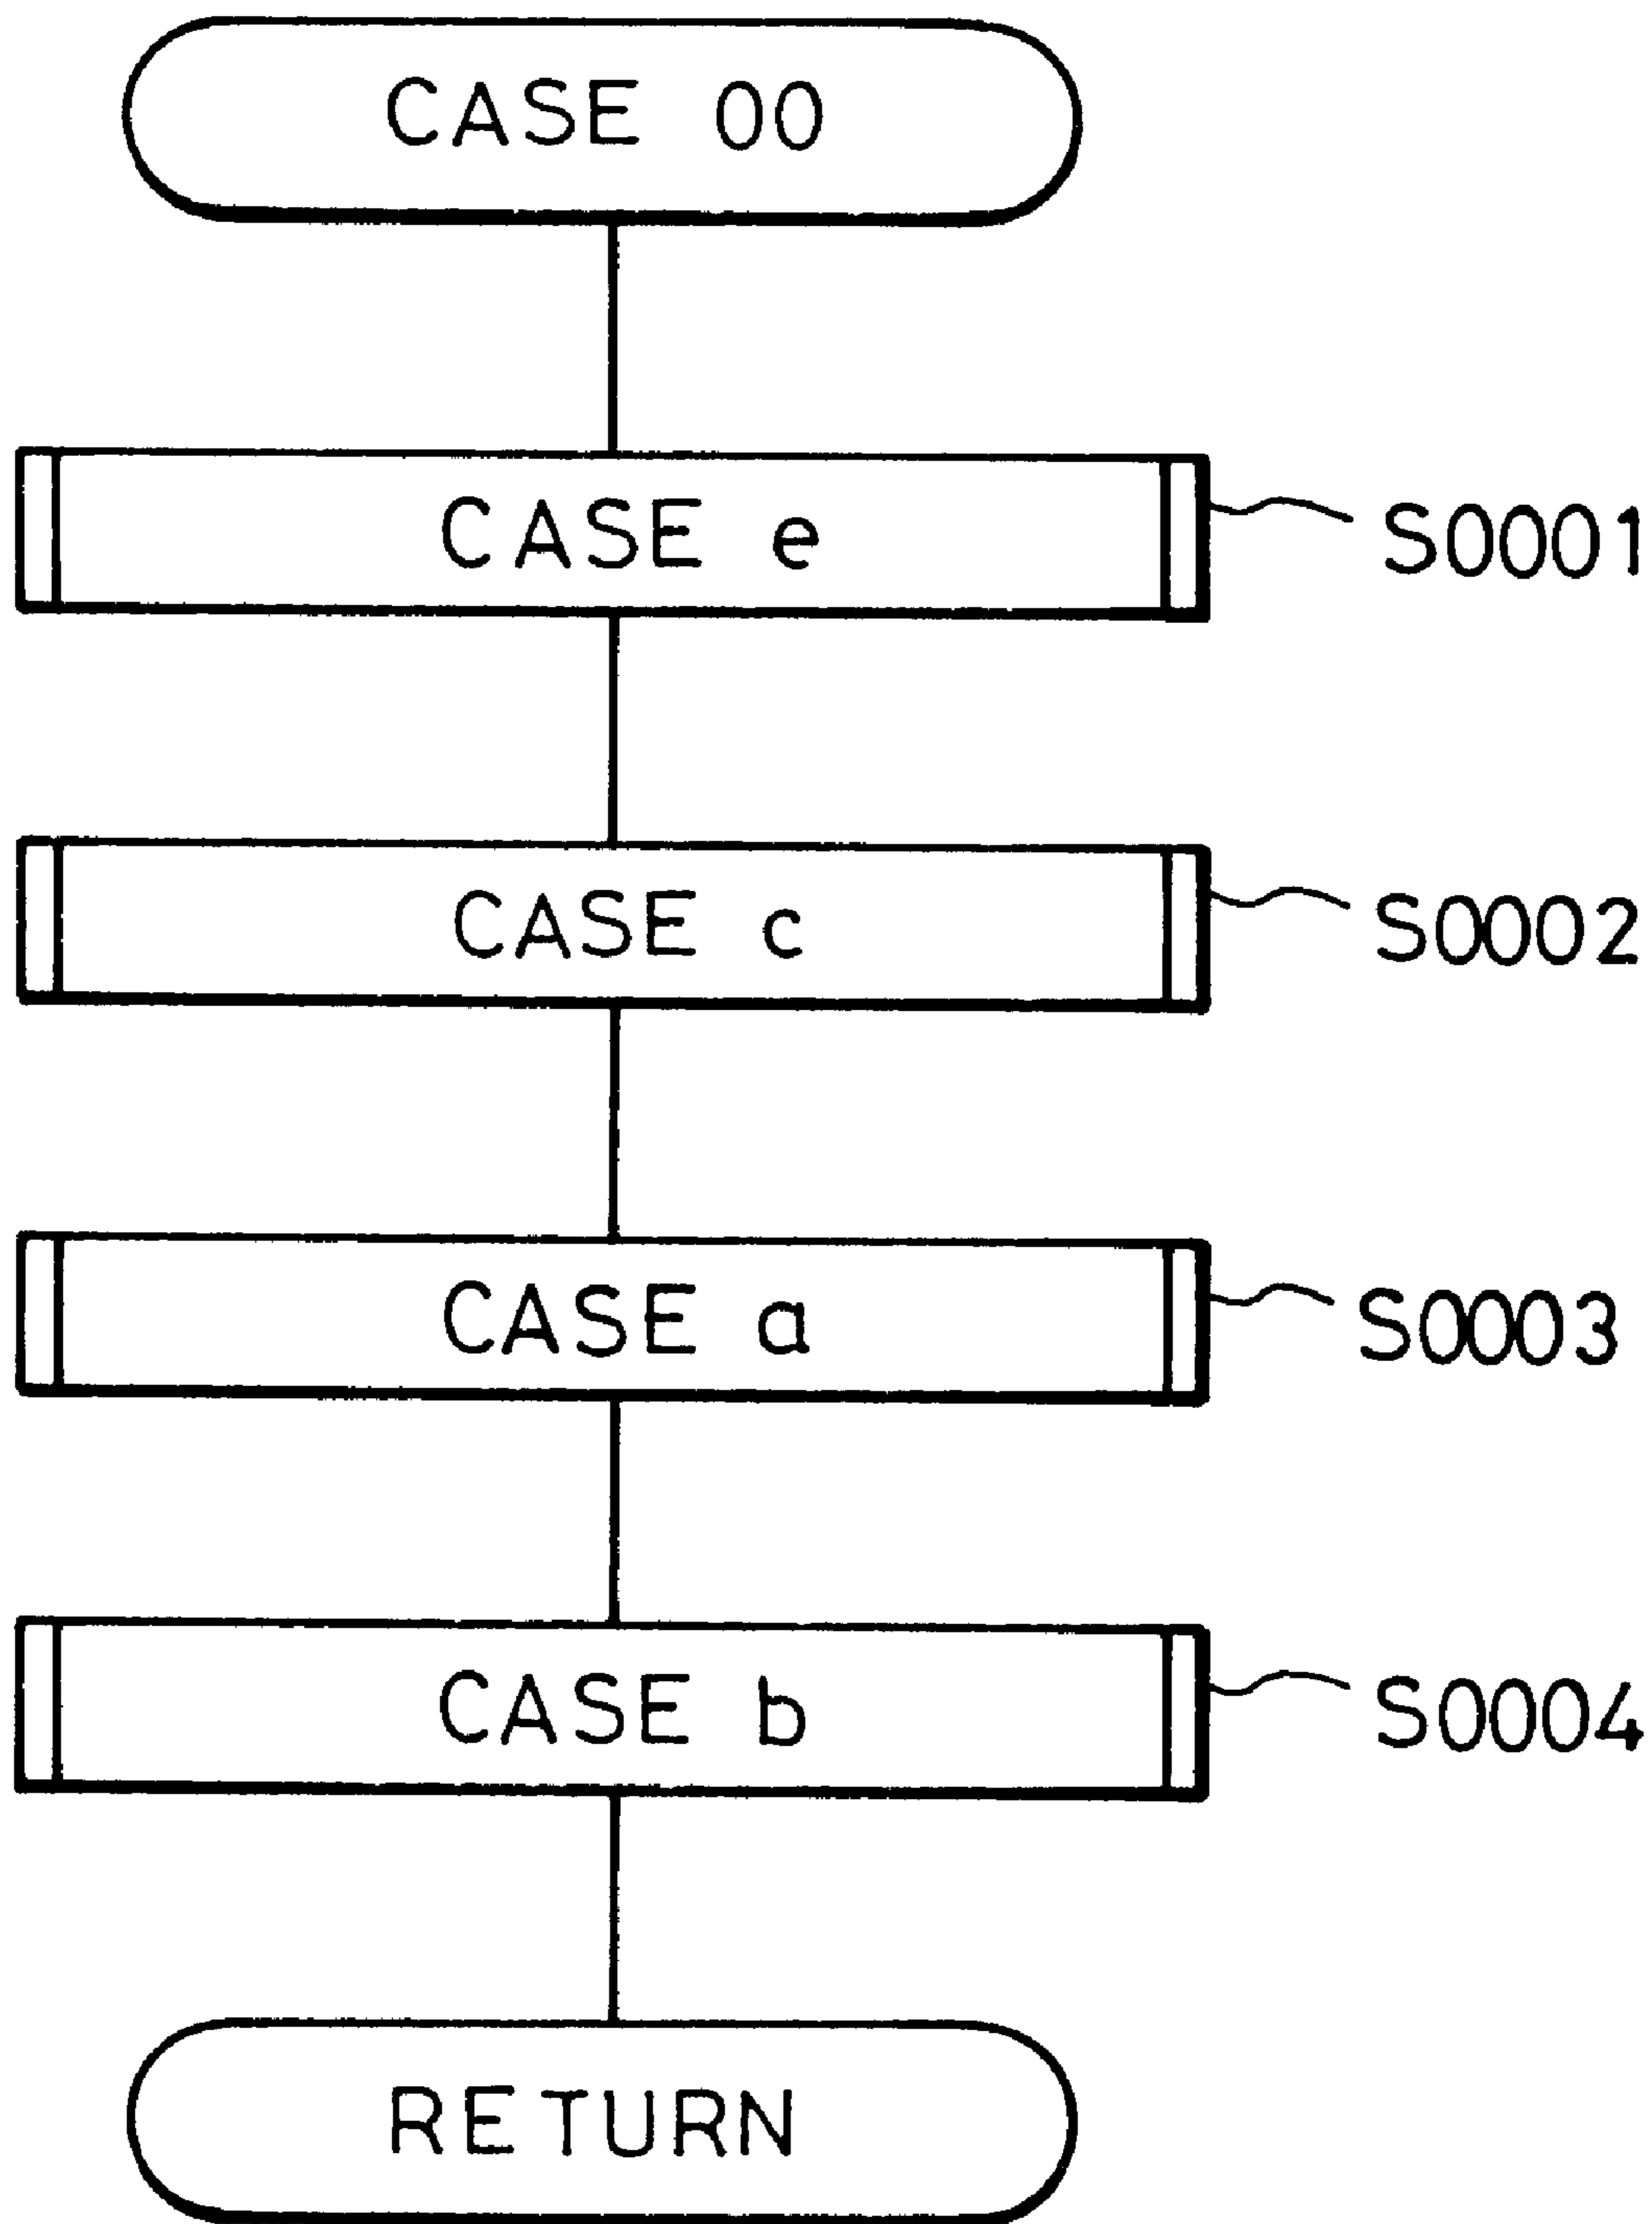 CASE 00
CASE e
S0001
CASE c
S0002
CASE a
S0003
CASE b
S0004
RETURN